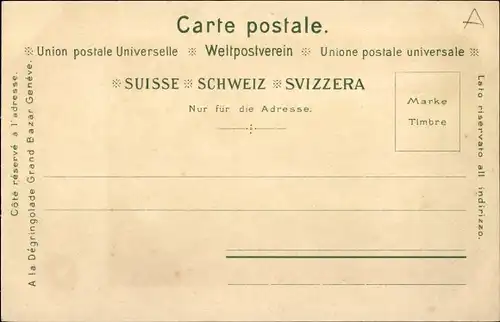 Carte postale.
A
Union postale Universelle Weltpostverein Unione postale universale
SUISSE SCHWEIZ SVIZZERA
Nur für die Adresse.
Marke
Timbre
Côté réservé à l'adresse.
A la Dégringolade Grand Bazar Genève.
Lato riservato all indirizzo.